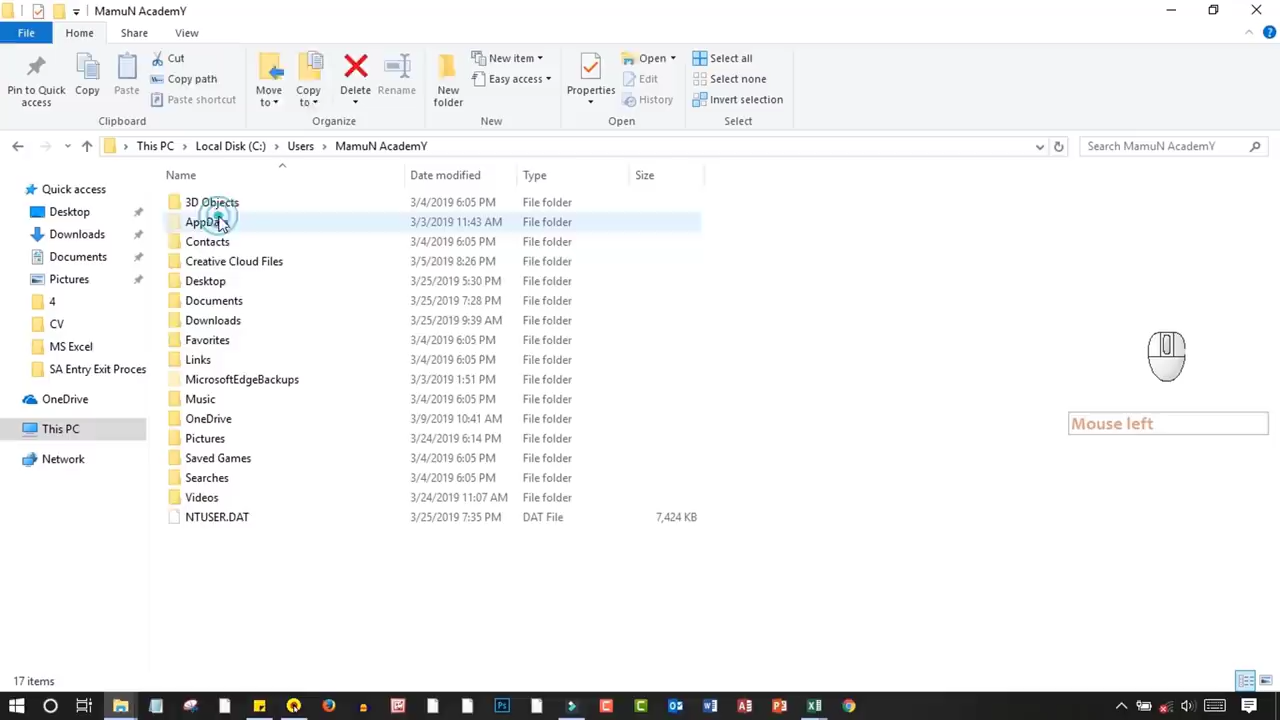 MamuN AcademY
File Home Share View
Pin to Quick access
Copy
Paste
Cut
Copy path
Paste shortcut
Clipboard
Move to
Copy to
Delete
Rename
Organize
New folder
New item
Easy access
New
Properties
Open
Edit
History
Open
Select all
Select none
Invert selection
Select
This PC > Local Disk (C:) > Users > MamuN AcademY
Search MamuN AcademY
Quick access
Desktop
Downloads
Documents
Pictures
4
CV
MS Excel
SA Entry Exit Proces
OneDrive
This PC
Network
Name Date modified Type Size
3D Objects 3/4/2019 6:05 PM File folder
3/3/2019 11:43 AM File folder
Contacts 3/4/2019 6:05 PM File folder
Creative Cloud Files 3/5/2019 8:26 PM File folder
Desktop 3/25/2019 5:30 PM File folder
Documents 3/25/2019 7:28 PM File folder
Downloads 3/25/2019 9:39 AM File folder
Favorites 3/4/2019 6:05 PM File folder
Links 3/4/2019 6:05 PM File folder
MicrosoftEdgeBackups 3/3/2019 1:51 PM File folder
Music 3/4/2019 6:05 PM File folder
OneDrive 3/9/2019 10:41 AM File folder
Pictures 3/24/2019 6:14 PM File folder
Saved Games 3/4/2019 6:05 PM File folder
Searches 3/4/2019 6:05 PM File folder
Videos 3/24/2019 11:07 AM File folder
NTUSER.DAT 3/25/2019 7:35 PM DAT File 7,424 KB
Mouse left
17 items